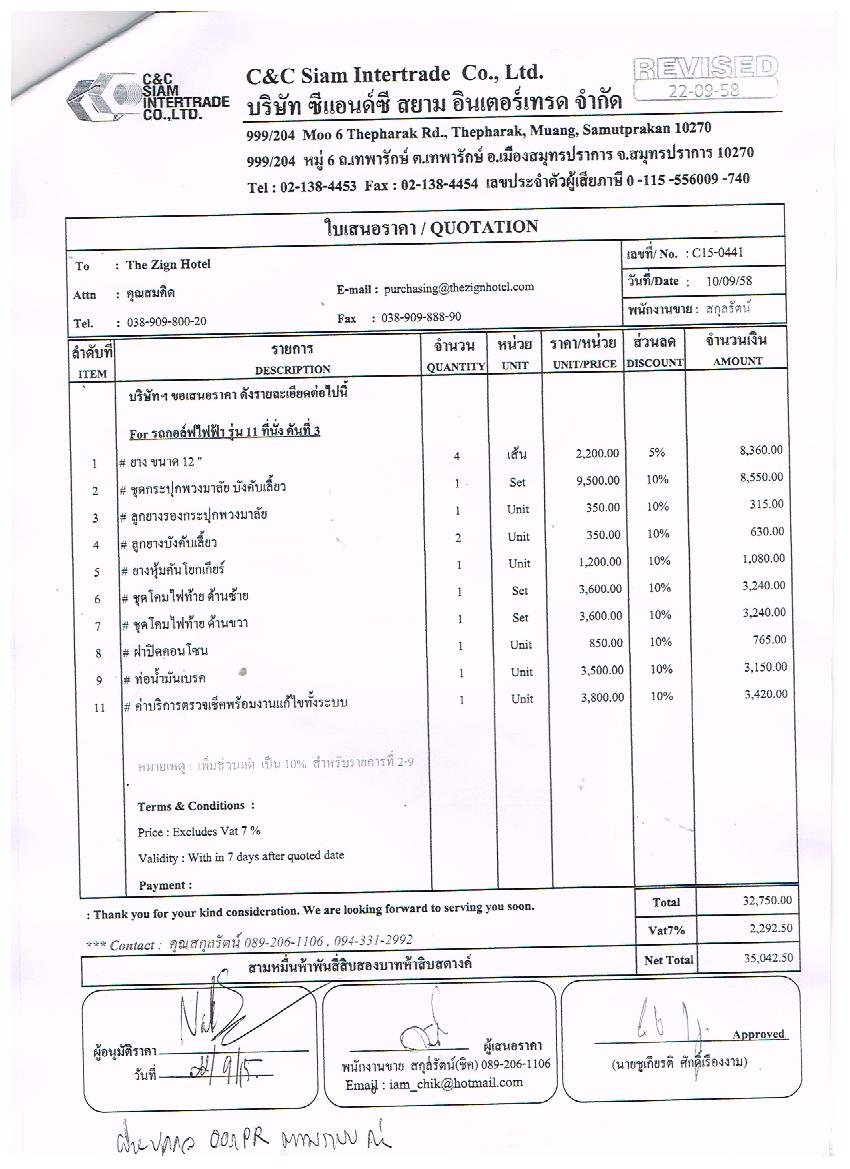 C&C
SIAM
INTERTRADE
CO.,LTD.
C&C Siam Intertrade Co., Ltd.
REVISED
22-09-58
บริษัท ซีแอนด์ซี สยาม อินเตอร์เทรด จำกัด
999/204 Moo 6 Thepharak Rd., Thepharak, Muang, Samutprakan 10270
999/204 หมู่ 6 ถ.เทพารักษ์ ต.เทพารักษ์ อ.เมืองสมุทรปราการ จ.สมุทรปราการ 10270
Tel : 02-138-4453 Fax : 02-138-4454 เลขประจำตัวผู้เสียภาษี 0 -115 -556009 -740
ใบเสนอราคา / QUOTATION
To : The Zign Hotel
เลขที่/ No. : C15-0441
Attn : คุณสมคิด E-mail : purchasing@thezignhotel.com
วันที่/Date : 10/09/58
Tel. : 038-909-800-20 Fax : 038-909-888-90
พนักงานขาย : สกุลรัตน์
ลำดับที่ รายการ จำนวน หน่วย ราคา/หน่วย ส่วนลด จำนวนเงิน
ITEM DESCRIPTION QUANTITY UNIT UNIT/PRICE DISCOUNT AMOUNT
บริษัทฯ ขอเสนอราคา ดังรายละเอียดต่อไปนี้
For รถกอล์ฟไฟฟ้า รุ่น 11 ที่นั่ง คันที่ 3
1 # ยาง ขนาด 12 " 4 เส้น 2,200.00 5% 8,360.00
2 # ชุดกระปุกพวงมาลัย บังคับเลี้ยว 1 Set 9,500.00 10% 8,550.00
3 # ลูกยางรองกระปุกพวงมาลัย 1 Unit 350.00 10% 315.00
4 # ลูกยางบังคับเลี้ยว 2 Unit 350.00 10% 630.00
5 # ยางหุ้มคันโยกเกียร์ 1 Unit 1,200.00 10% 1,080.00
6 # ชุดโคมไฟท้าย ด้านซ้าย 1 Set 3,600.00 10% 3,240.00
7 # ชุดโคมไฟท้าย ด้านขวา 1 Set 3,600.00 10% 3,240.00
8 # ฝาปิดคอนโซน 1 Unit 850.00 10% 765.00
9 # ท่อน้ำมันเบรค 1 Unit 3,500.00 10% 3,150.00
11 # ค่าบริการตรวจเช็คพร้อมงานแก้ไขทั้งระบบ 1 Unit 3,800.00 10% 3,420.00
หมายเหตุ : เพิ่มส่วนลด เป็น 10% สำหรับรายการที่ 2-9
Terms & Conditions :
Price : Excludes Vat 7 %
Validity : With in 7 days after quoted date
Payment :
: Thank you for your kind consideration. We are looking forward to serving you soon.
Total 32,750.00
*** Contact : คุณสกุลรัตน์ 089-206-1106 , 094-331-2992
Vat7% 2,292.50
สามหมื่นห้าพันสี่สิบสองบาทห้าสิบสตางค์
Net Total 35,042.50
ผู้อนุมัติราคา
วันที่
ผู้เสนอราคา
พนักงานขาย สกุลรัตน์(ชิค) 089-206-1106
Email : iam_chik@hotmail.com
Approved
(นายชูเกียรติ ศักดิ์เรืองงาม)